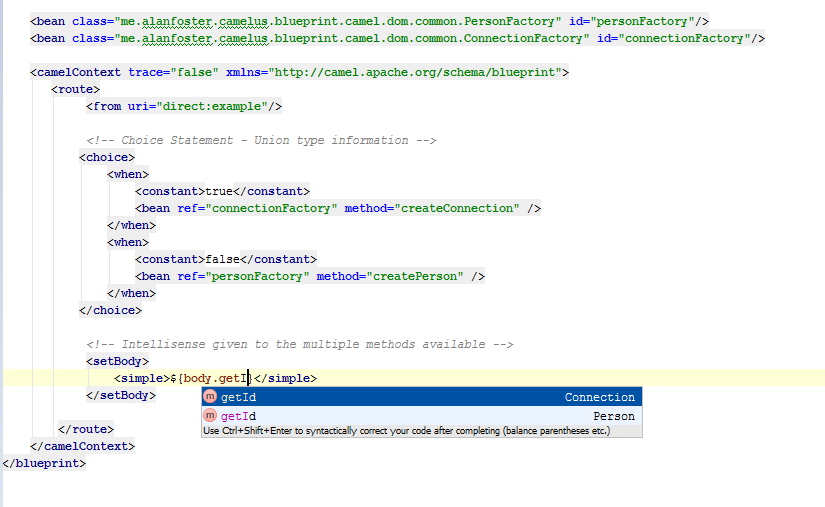 <bean class="me.alanfoster.camelus.blueprint.camel.dom.common.PersonFactory" id="personFactory"/>
<bean class="me.alanfoster.camelus.blueprint.camel.dom.common.ConnectionFactory" id="connectionFactory"/>
<camelContext trace="false" xmlns="http://camel.apache.org/schema/blueprint">
<route>
<from uri="direct:example"/>
<!-- Choice Statement - Union type information -->
<choice>
<when>
<constant>true</constant>
<bean ref="connectionFactory" method="createConnection" />
</when>
<when>
<constant>false</constant>
<bean ref="personFactory" method="createPerson" />
</when>
</choice>
<!-- Intellisense given to the multiple methods available -->
<setBody>
<simple>${body.getI}</simple>
m getId Connection
</setBody>
m getId Person
Use Ctrl+Shift+Enter to syntactically correct your code after completing (balance parentheses etc.)
</route>
</camelContext>
</blueprint>